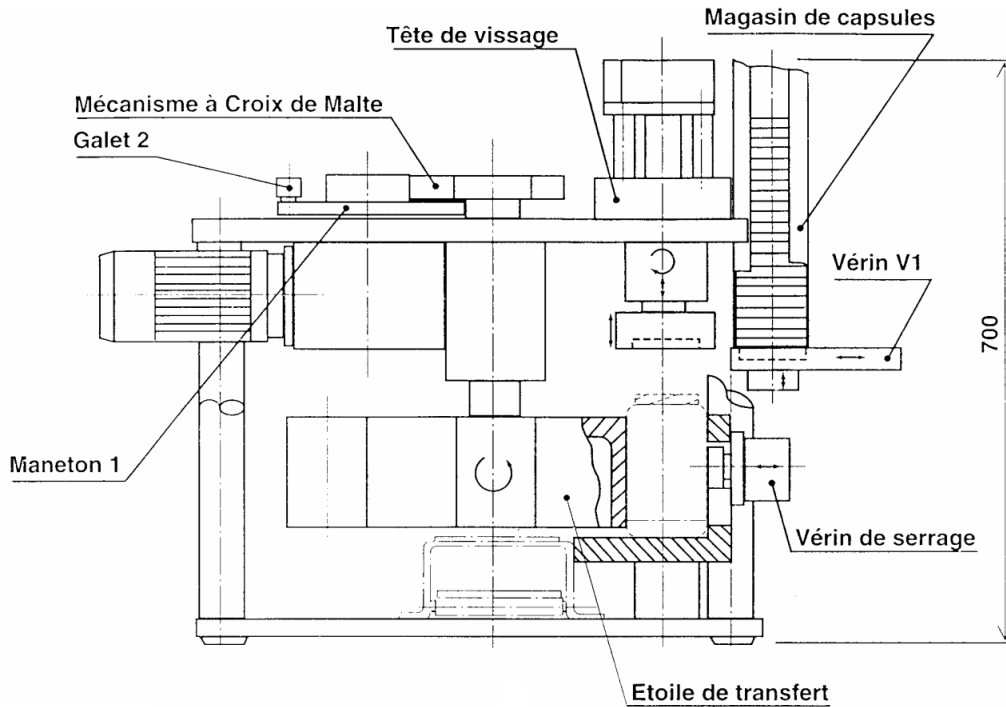 Magasin de capsules
Tête de vissage
Mécanisme à Croix de Malte
Galet 2
Vérin V1
700
Maneton 1
Vérin de serrage
Etoile de transfert